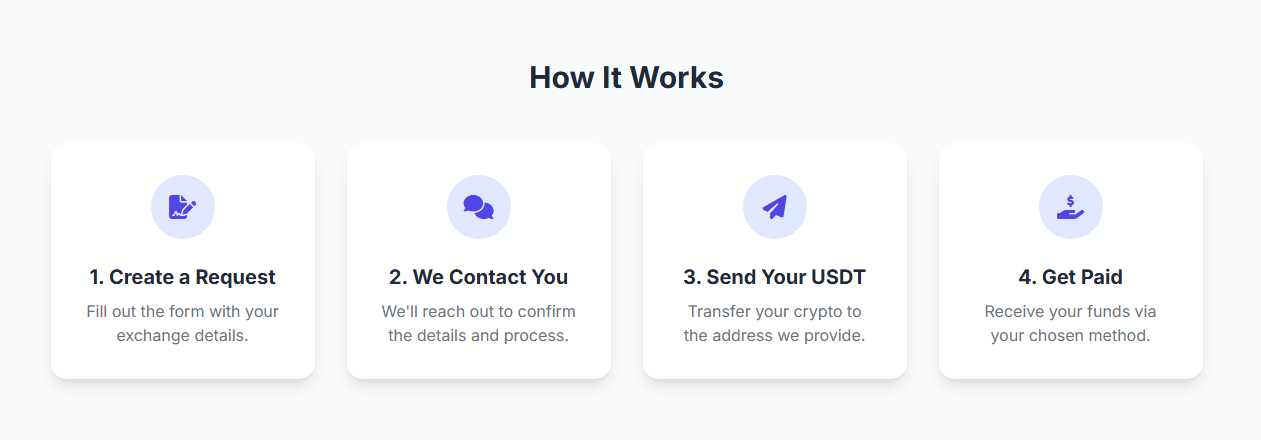 How It Works
1. Create a Request
Fill out the form with your
exchange details.
2. We Contact You
We'll reach out to confirm
the details and process.
3. Send Your USDT
Transfer your crypto to
the address we provide.
$
4. Get Paid
Receive your funds via
your chosen method.